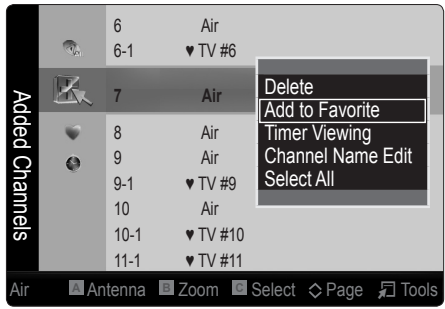 Added Channels
6 Air
6-1 ♥ TV #6
7 Air
8 Air
9 Air
9-1 ♥ TV #9
10 Air
10-1 ♥ TV #10
11-1 ♥ TV #11
Delete
Add to Favorite
Timer Viewing
Channel Name Edit
Select All
Air A Antenna B Zoom C Select Page Tools